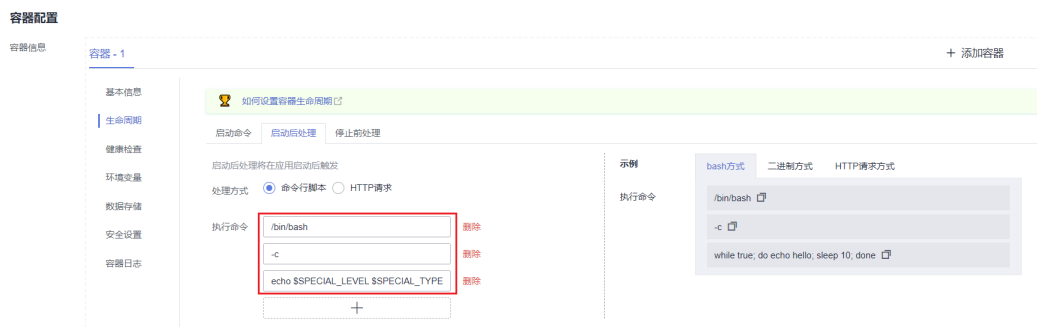 容器配置
容器信息
容器 - 1
+ 添加容器
基本信息
生命周期
健康检查
环境变量
数据存储
安全设置
容器日志
如何设置容器生命周期
启动命令 启动后处理 停止前处理
启动后处理将在应用启动后触发
处理方式 命令行脚本 HTTP请求
执行命令 /bin/bash 删除
-c 删除
echo $SPECIAL_LEVEL $SPECIAL_TYPE 删除
+
示例 bash方式 二进制方式 HTTP请求方式
执行命令 /bin/bash
-c
while true; do echo hello; sleep 10; done